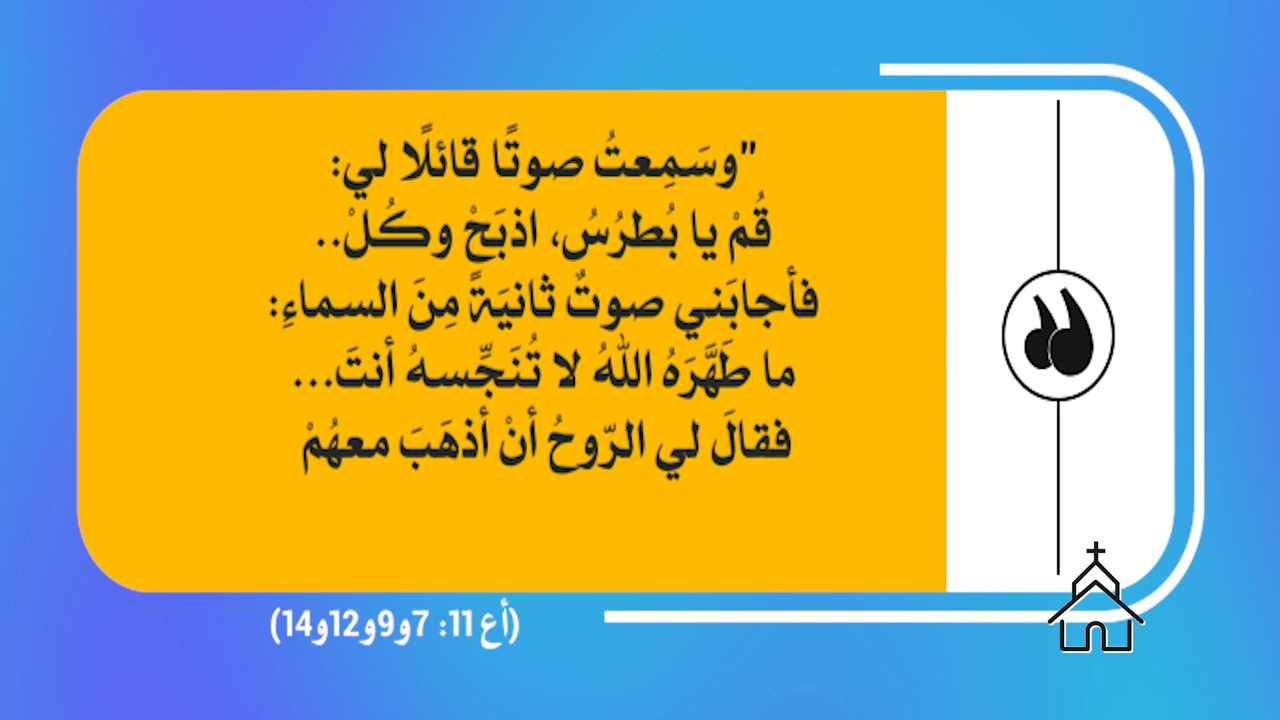 "وسَمِعتُ صوتًا قائلًا لي:
قُمْ يا بُطرُسُ، اذبَحْ وكُلْ..
فأجابَني صوتٌ ثانيَةً مِنَ السماءِ:
ما طَهَّرَهُ اللهُ لا تُنَجِّسهُ أنتَ...
فقالَ لي الرّوحُ أنْ أذهَبَ معهُمْ
(أع 11: 7و9و12و14)